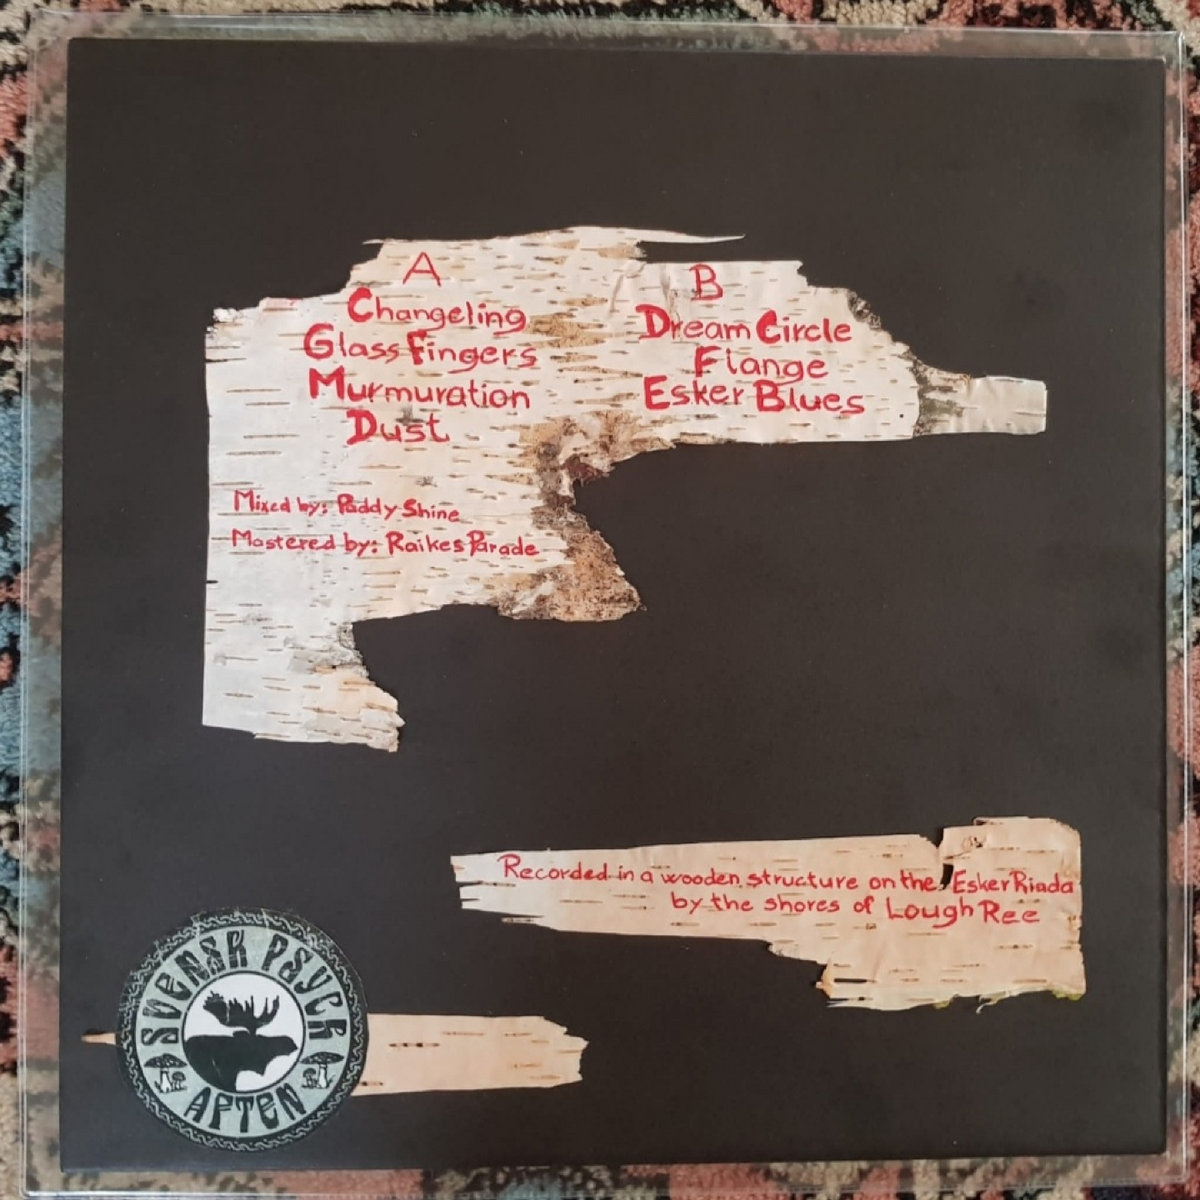 A
Changeling
Glass Fingers
Murmuration
Dust
B
Dream Circle
Flange
Esker Blues
Mixed by: Paddy Shine
Mastered by: Raikes Parade
Recorded in a wooden structure on the Esker Riada
by the shores of Lough Ree
SVENSK PSYCH
AFTEN